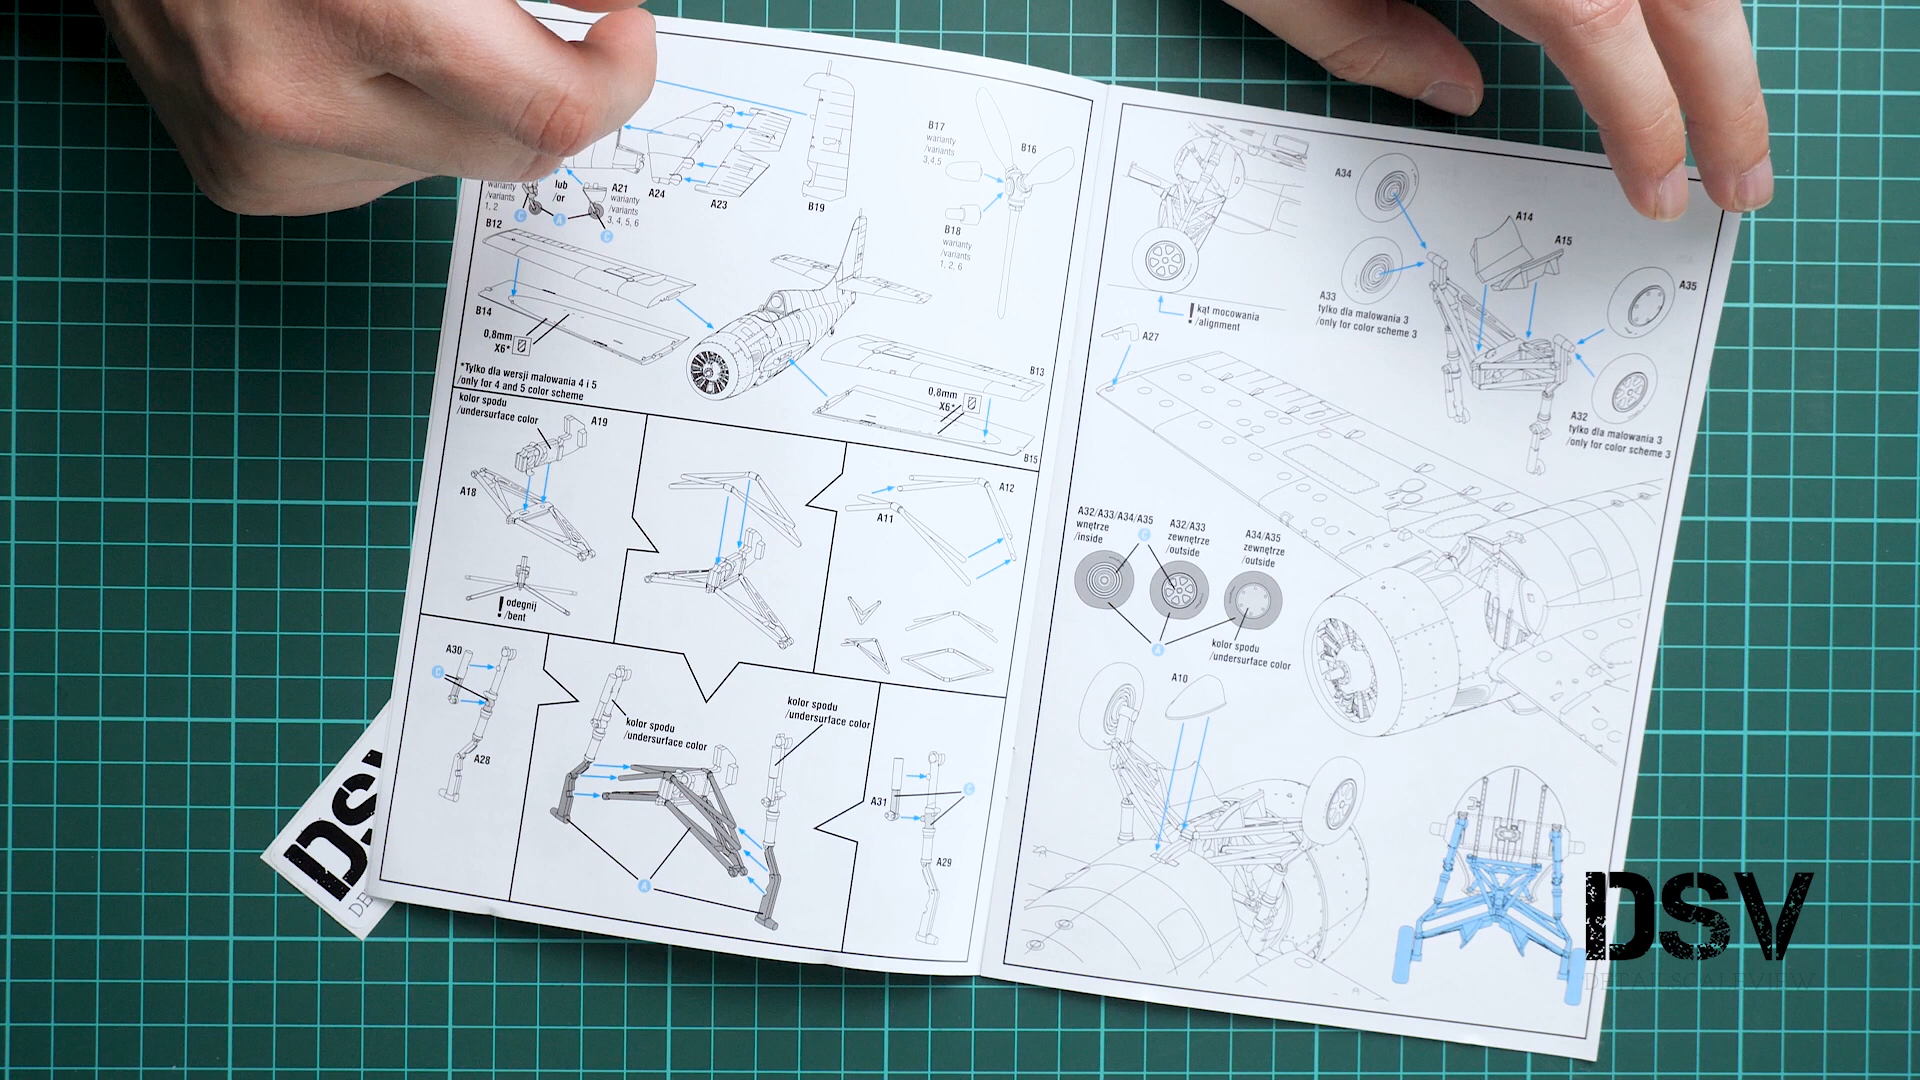 B17
warianty
/variants
3,4,5
B16
warianty
/variants
1, 2
C
lub
/or
A
A21
warianty
/variants
3, 4, 5, 6
C
A24
A23
B19
B18
warianty
/variants
1, 2, 6
B12
B14
0,8mm
X6*
*Tylko dla wersji malowania 4 i 5
/only for 4 and 5 color scheme
B13
0,8mm
X6*
B15
kolor spodu
/undersurface color
A19
A18
! odegnij
/bent
A12
A11
A30
C
A28
kolor spodu
/undersurface color
kolor spodu
/undersurface color
A
A31
C
A29
A34
A33
tylko dla malowania 3
/only for color scheme 3
A14
A15
A35
A32
tylko dla malowania 3
/only for color scheme 3
! kąt mocowania
/alignment
A27
A32/A33/A34/A35
wnętrze
/inside
C
A32/A33
zewnętrze
/outside
A34/A35
zewnętrze
/outside
A
kolor spodu
/undersurface color
A10
DSV
DE
DSV
DETAILSCALEVIEW